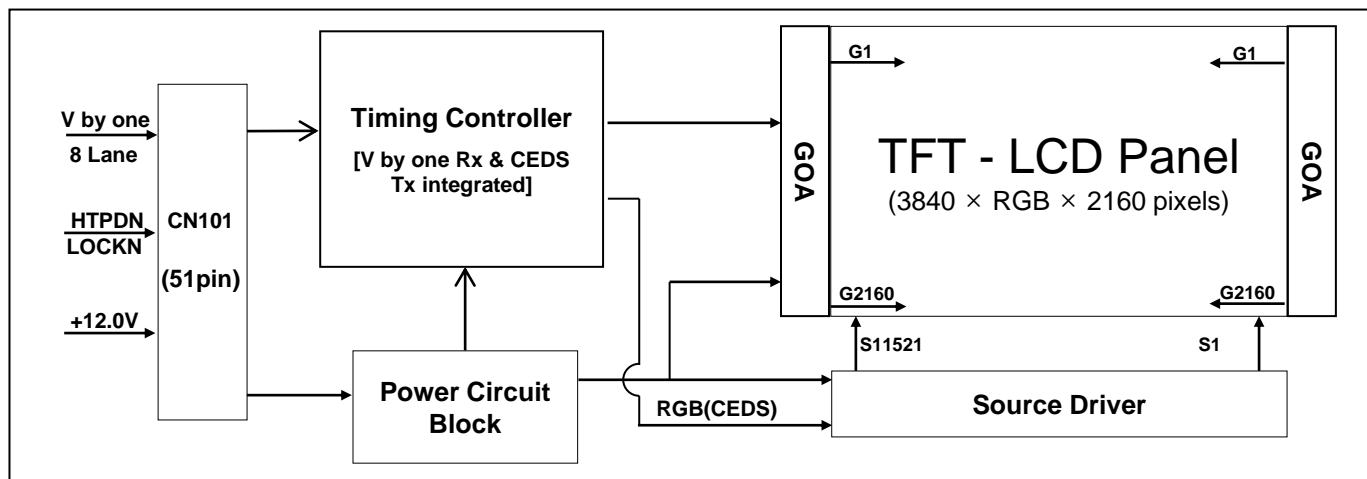 V by one
8 Lane
HTPDN
LOCKN
+12.0V
CN101
(51pin)
Timing Controller
[V by one Rx & CEDS
Tx integrated]
Power Circuit
Block
RGB(CEDS)
GOA
G1
G1
TFT - LCD Panel
(3840 × RGB × 2160 pixels)
G2160
G2160
GOA
S11521
S1
Source Driver